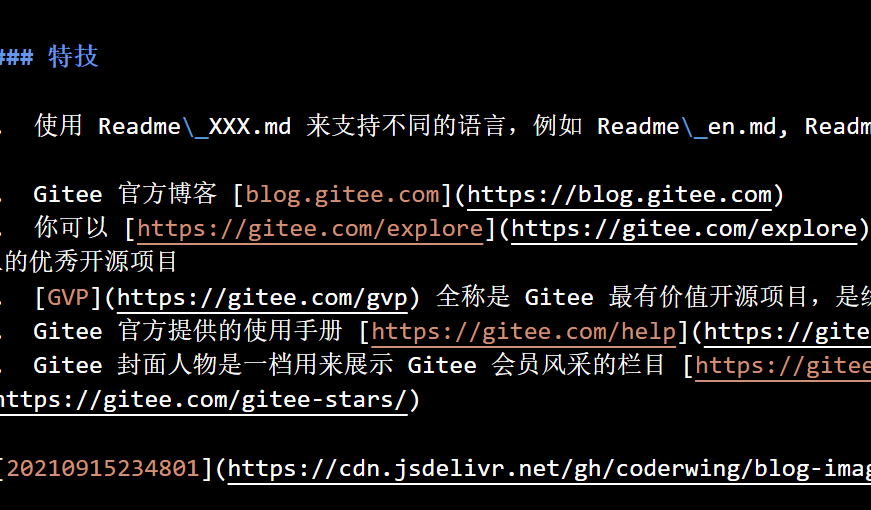 ### 特技
. 使用 Readme\_XXX.md 来支持不同的语言，例如 Readme\_en.md, Readm
. Gitee 官方博客 [blog.gitee.com](https://blog.gitee.com)
. 你可以 [https://gitee.com/explore](https://gitee.com/explore)
的优秀开源项目
. [GVP](https://gitee.com/gvp) 全称是 Gitee 最有价值开源项目，是
. Gitee 官方提供的使用手册 [https://gitee.com/help](https://gite
. Gitee 封面人物是一档用来展示 Gitee 会员风采的栏目 [https://gitee
https://gitee.com/gitee-stars/)
[20210915234801](https://cdn.jsdelivr.net/gh/coderwing/blog-imag